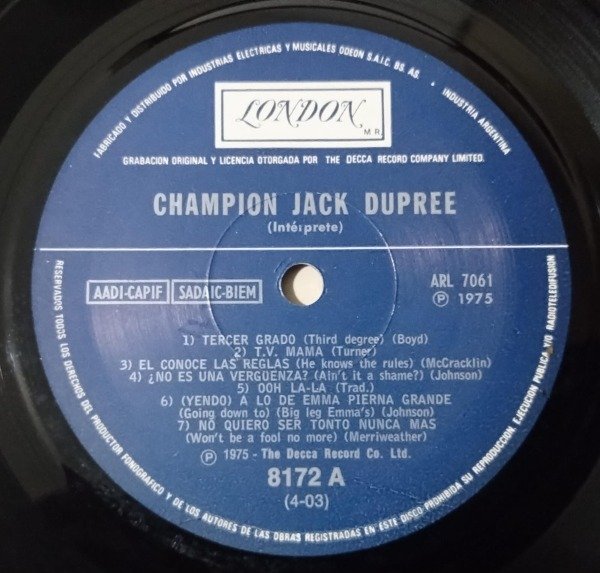 FABRICADO Y DISTRIBUIDO POR INDUSTRIAS ELECTRICAS Y MUSICALES ODEON S.A.I.C. BS. AS. • INDUSTRIA ARGENTINA
LONDON
M R
GRABACION ORIGINAL Y LICENCIA OTORGADA POR THE DECCA RECORD COMPANY LIMITED.
CHAMPION JACK DUPREE
(Intérprete)
AADI-CAPIF SADAIC-BIEM
ARL 7061
Ⓟ 1975
1) TERCER GRADO (Third degree) (Boyd)
2) T.V. MAMA (Turner)
3) EL CONOCE LAS REGLAS (He knows the rules) (McCracklin)
4) ¿NO ES UNA VERGÜENZA? (Ain't it a shame?) (Johnson)
5) OOH LA-LA (Trad.)
6) (YENDO) A LO DE EMMA PIERNA GRANDE
(Going down to) (Big leg Emma's) (Johnson)
7) NO QUIERO SER TONTO NUNCA MAS
(Won't be a fool no more) (Merriweather)
Ⓟ 1975 - The Decca Record Co. Ltd.
8172 A
(4-03)
RESERVADOS TODOS LOS DERECHOS DEL PRODUCTOR FONOGRAFICO Y DE LOS AUTORES DE LAS OBRAS REGISTRADAS EN ESTE DISCO PROHIBIDA SU REPRODUCCION, EJECUCION PUBLICA Y/O RADIOTELEDIFUSION